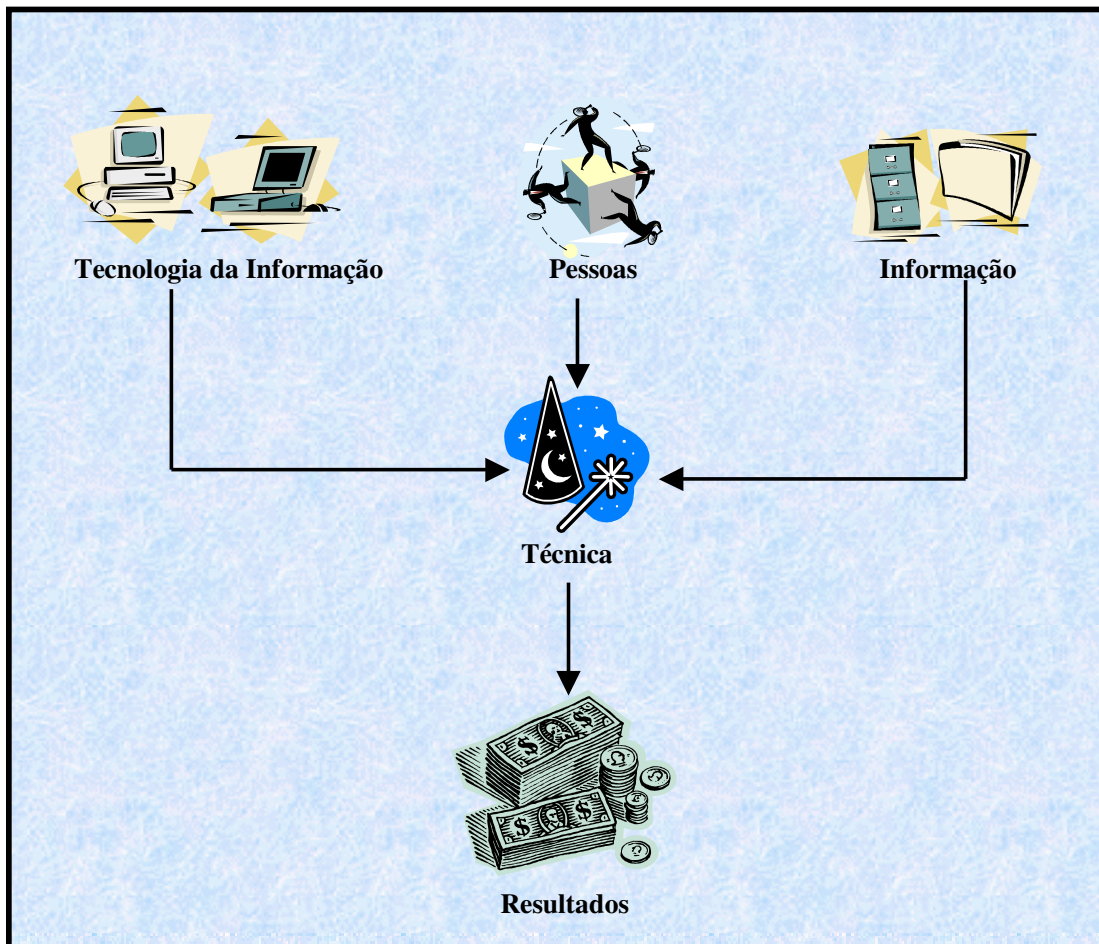 Tecnologia da Informação
Pessoas
Informação
Técnica
Resultados